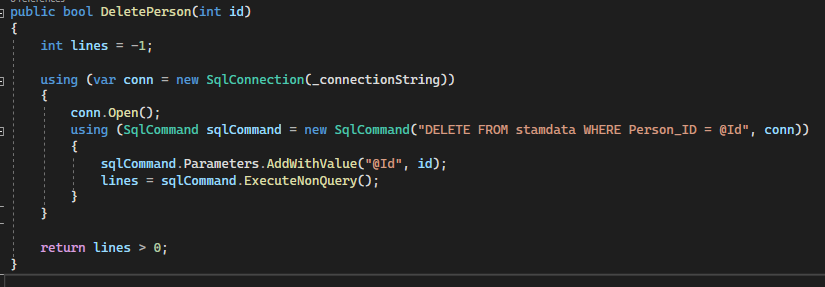 0 references
public bool DeletePerson(int id)
{
    int lines = -1;

    using (var conn = new SqlConnection(_connectionString))
    {
        conn.Open();
        using (SqlCommand sqlCommand = new SqlCommand("DELETE FROM stamdata WHERE Person_ID = @Id", conn))
        {
            sqlCommand.Parameters.AddWithValue("@Id", id);
            lines = sqlCommand.ExecuteNonQuery();
        }
    }

    return lines > 0;
}